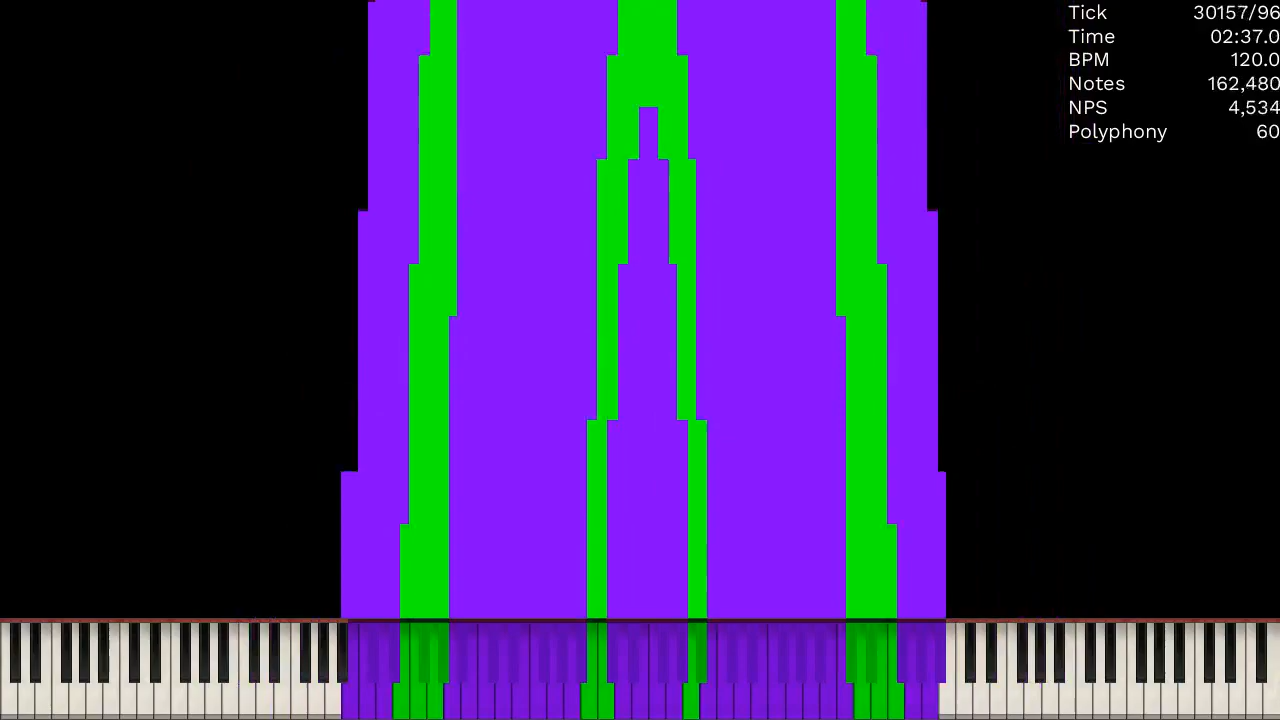 Tick 30157/96
Time 02:37.0
BPM 120.0
Notes 162,480
NPS 4,534
Polyphony 60